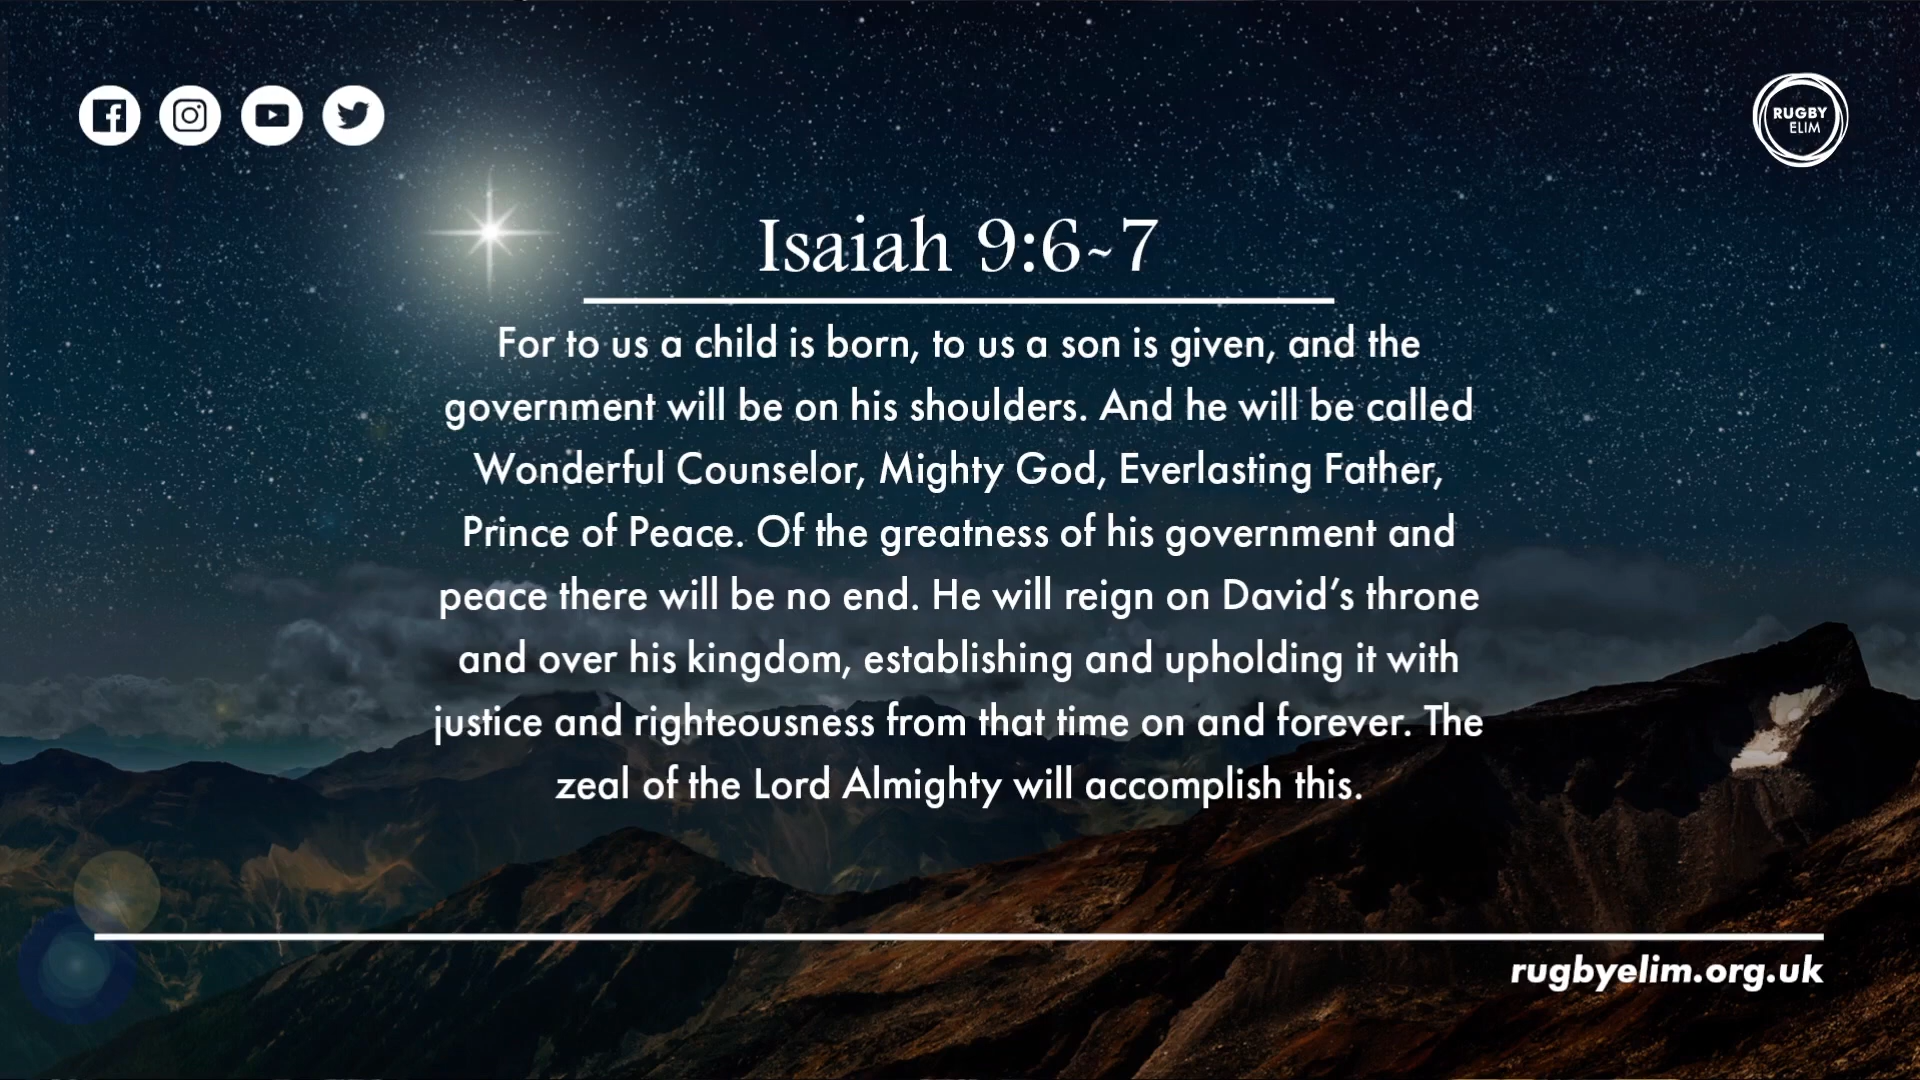 RUGBY
ELIM
Isaiah 9:6~7
For to us a child is born, to us a son is given, and the
government will be on his shoulders. And he will be called
Wonderful Counselor, Mighty God, Everlasting Father,
Prince of Peace. Of the greatness of his government and
peace there will be no end. He will reign on David’s throne
and over his kingdom, establishing and upholding it with
justice and righteousness from that time on and forever. The
zeal of the Lord Almighty will accomplish this.
rugbyelim.org.uk